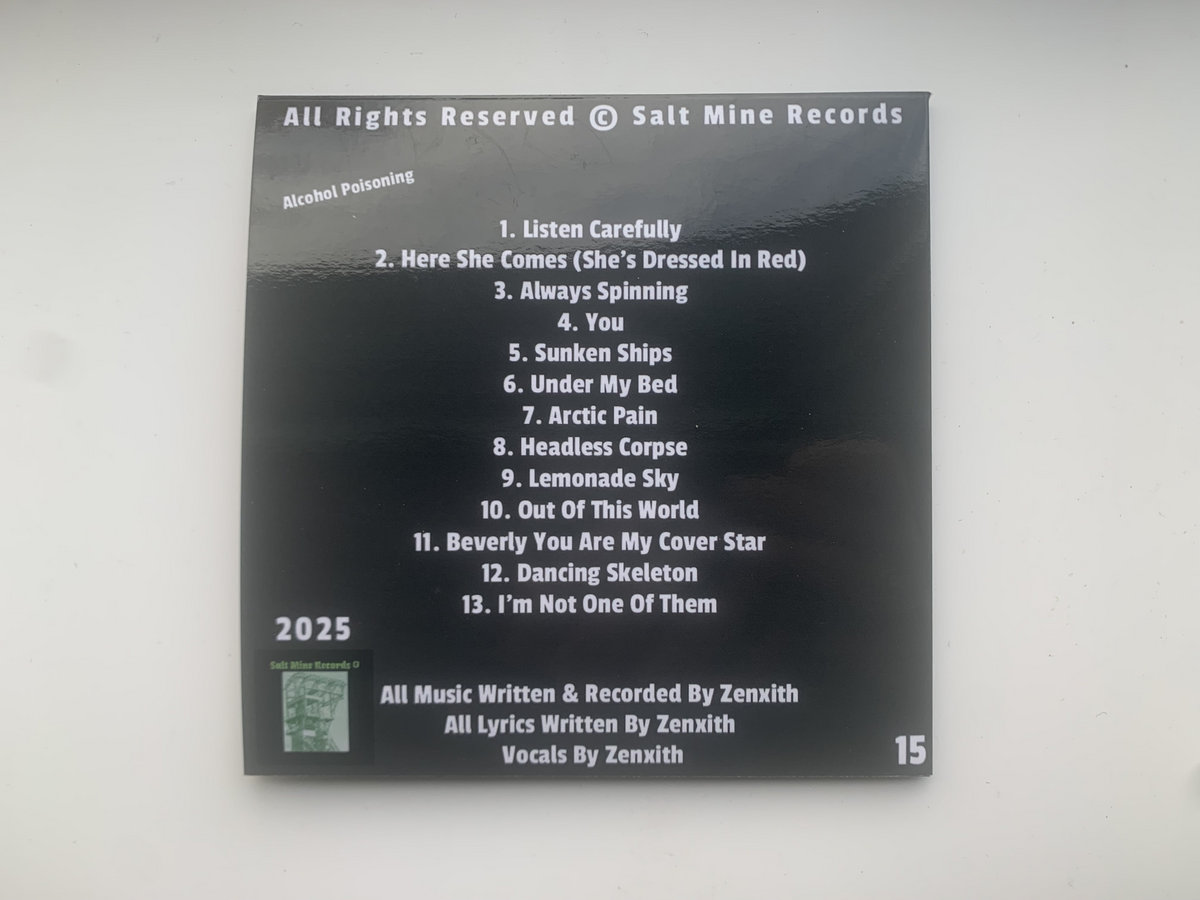 All Rights Reserved © Salt Mine Records
Alcohol Poisoning
1. Listen Carefully
2. Here She Comes (She's Dressed In Red)
3. Always Spinning
4. You
5. Sunken Ships
6. Under My Bed
7. Arctic Pain
8. Headless Corpse
9. Lemonade Sky
10. Out Of This World
11. Beverly You Are My Cover Star
12. Dancing Skeleton
13. I'm Not One Of Them
2025
Salt Mine Records ©
All Music Written & Recorded By Zenxith
All Lyrics Written By Zenxith
Vocals By Zenxith
15